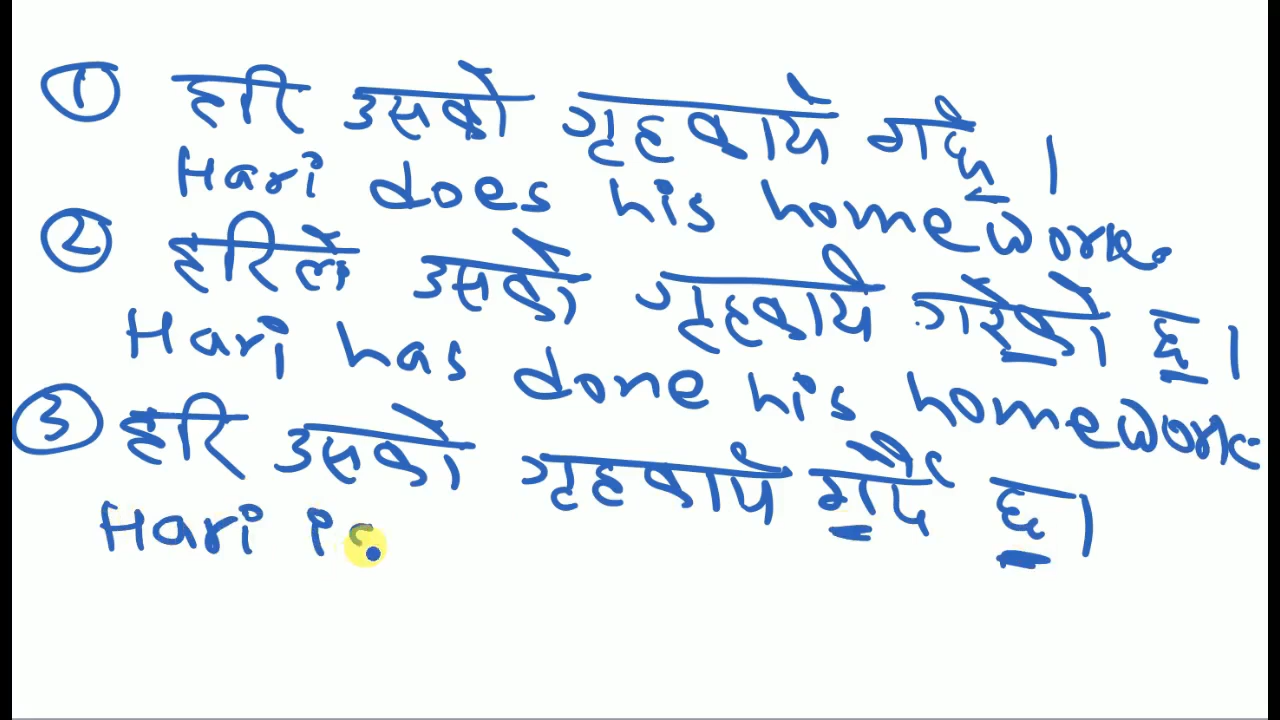 ① हरि उसको गृहकार्य गर्छ ।
Hari does his homework.
② हरिले उसको गृहकार्य गरेको छ ।
Hari has done his homework
③ हरि उसको गृहकार्य गर्दै छ ।
Hari is